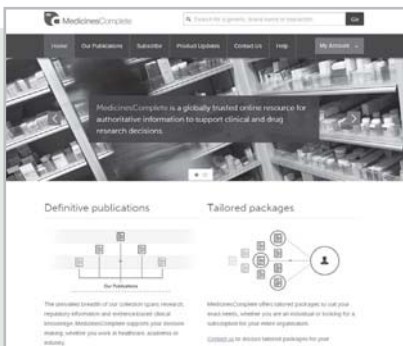 MedicinesComplete
Search for a generic, brand name or interaction
Go
Home Our Publications Subscribe Product Updates Contact Us Help My Account
MedicinesComplete is a globally trusted online resource for
authoritative information to support clinical and drug
research decisions.
Definitive publications
Our Publications
The unrivalled breadth of our collection spans research,
regulatory information and evidence-based clinical
knowledge. MedicinesComplete supports your decision
making, whether you work in healthcare, academia or
industry.
Tailored packages
MedicinesComplete offers tailored packages to suit your
exact needs, whether you are an individual or looking for a
subscription for your entire organisation.
Contact us to discuss tailored packages for your